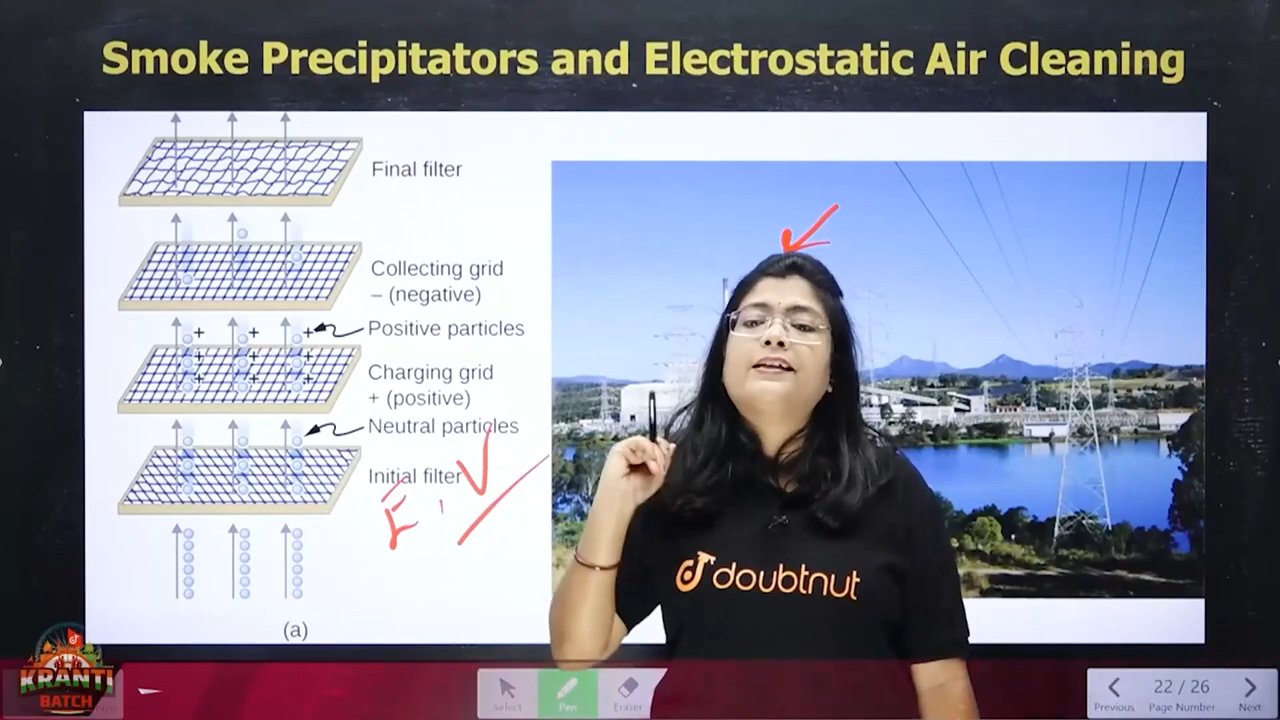 Smoke Precipitators and Electrostatic Air Cleaning
Final filter
Collecting grid
– (negative)
+ + +
Positive particles
+ + +
+ + +
Charging grid
+ (positive)
Neutral particles
Initial filter
E, V
(a)
doubtnut
KRANTI
BATCH
Select
Pen
Eraser
22 / 26
Previous
Page Number
Next